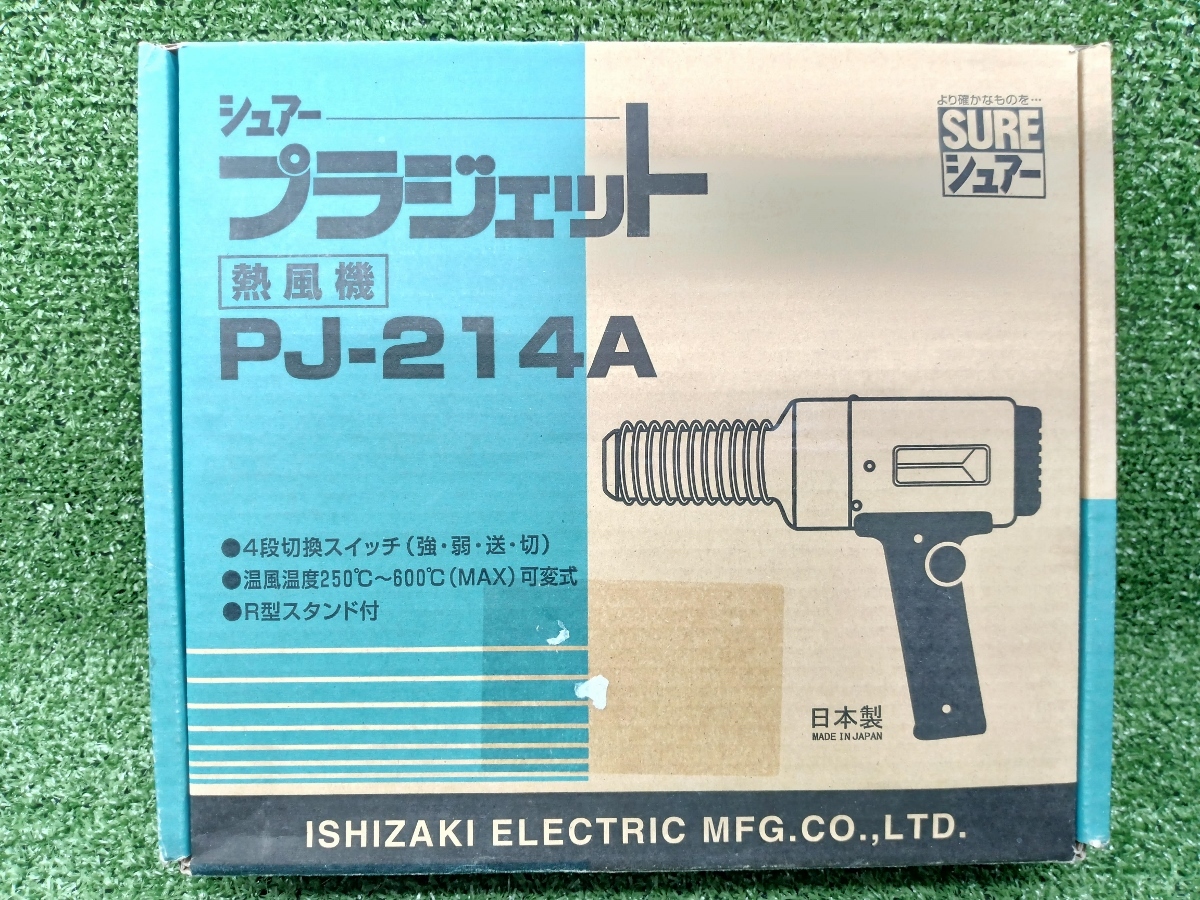 シュアー
プラジェット
熱風機
PJ-214A
より確かなものを…
SURE
シュアー
●4段切換スイッチ(強・弱・送・切)
●温風温度250℃～600℃(MAX)可変式
●R型スタンド付
日本製
MADE IN JAPAN
ISHIZAKI ELECTRIC MFG.CO.,LTD.